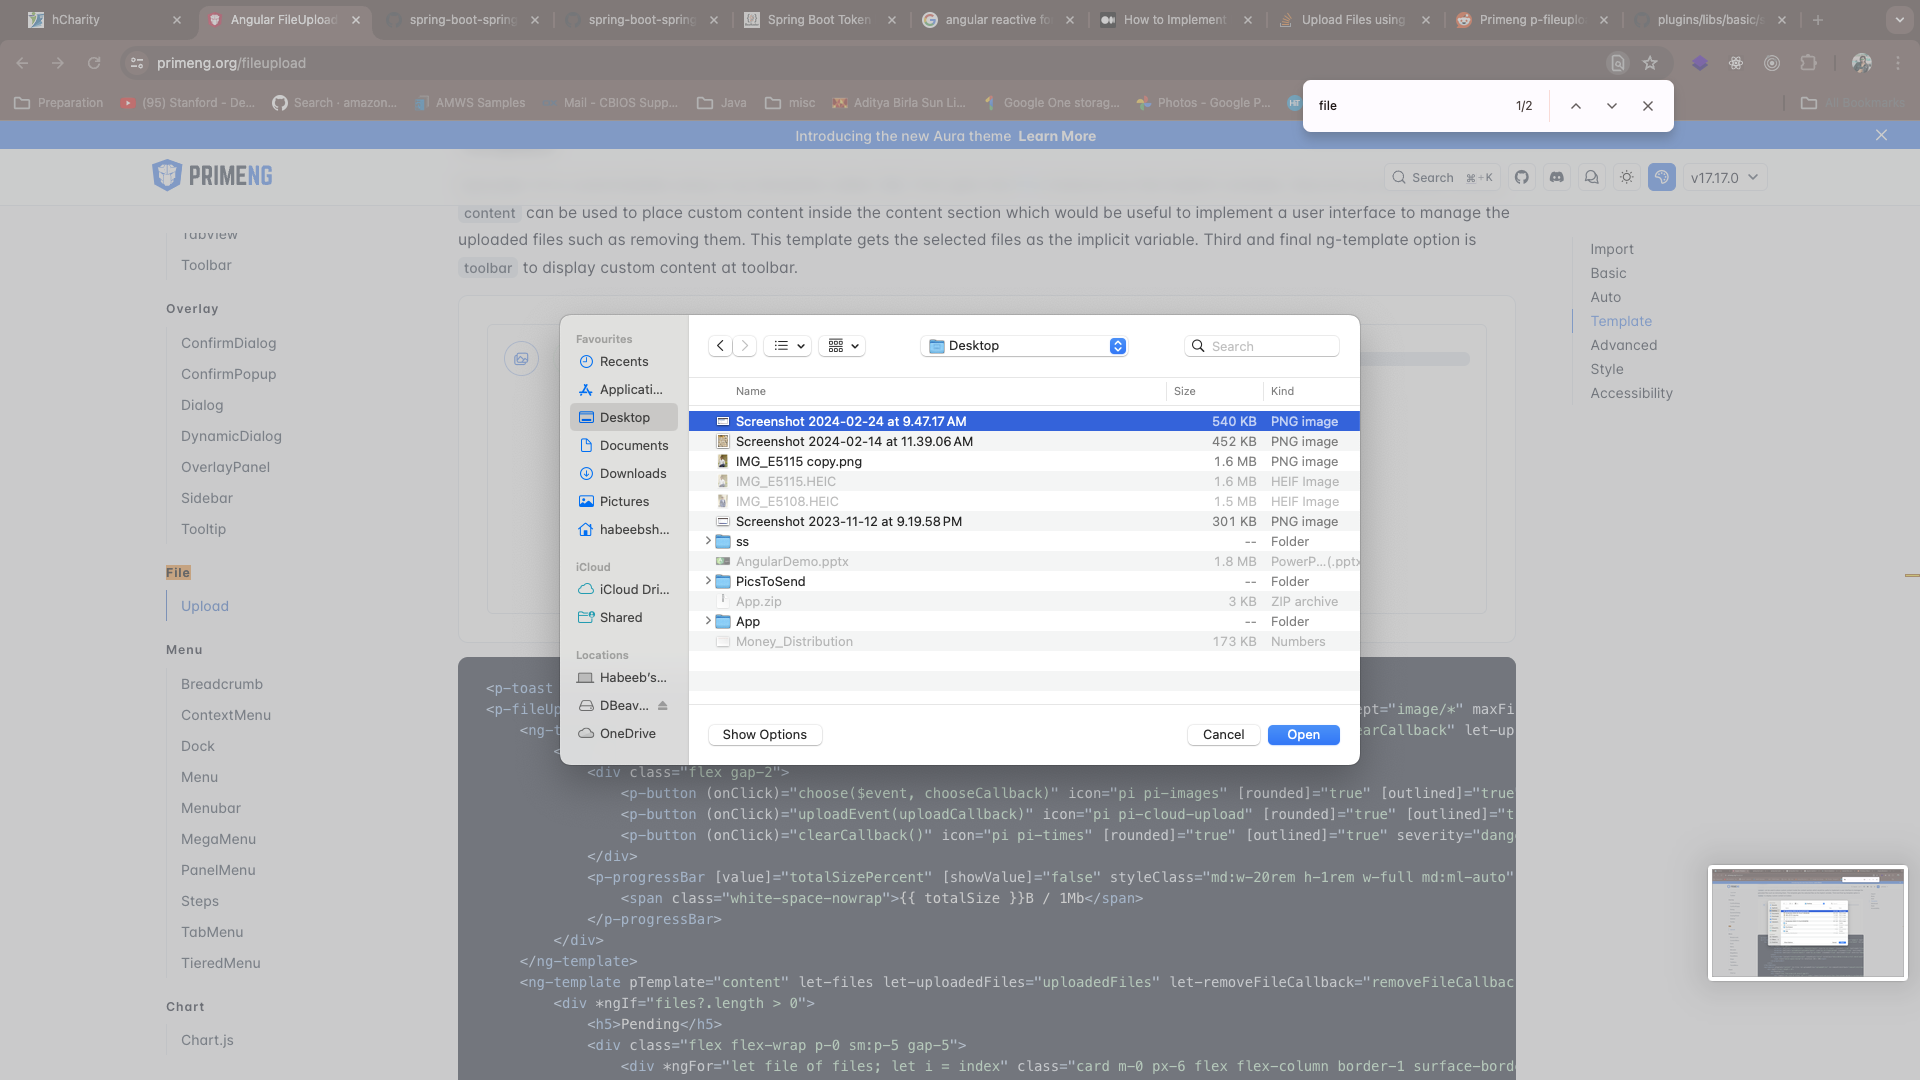 hCharity
Angular FileUpload
spring-boot-spring
spring-boot-spring
Spring Boot Token
angular reactive fo
How to Implement
Upload Files using
Primeng p-fileuplo
plugins/libs/basic/s
primeng.org/fileupload
Preparation
(95) Stanford - De...
Search · amazon...
AMWS Samples
Mail - CBIOS Supp...
Java
misc
Aditya Birla Sun Li...
Google One storag...
Photos - Google P...
All Bookmarks
file
1/2
Introducing the new Aura theme Learn More
PRIMENG
Search ⌘+K
v17.17.0
content can be used to place custom content inside the content section which would be useful to implement a user interface to manage the
uploaded files such as removing them. This template gets the selected files as the implicit variable. Third and final ng-template option is
toolbar to display custom content at toolbar.
TabView
Toolbar
Overlay
ConfirmDialog
ConfirmPopup
Dialog
DynamicDialog
OverlayPanel
Sidebar
Tooltip
File
Upload
Menu
Breadcrumb
ContextMenu
Dock
Menu
Menubar
MegaMenu
PanelMenu
Steps
TabMenu
TieredMenu
Chart
Chart.js
Import
Basic
Auto
Template
Advanced
Style
Accessibility
Favourites
Recents
Applicati...
Desktop
Documents
Downloads
Pictures
habeebsh...
iCloud
iCloud Dri...
Shared
Locations
Habeeb's...
DBeav...
OneDrive
Desktop
Search
Name Size Kind
Screenshot 2024-02-24 at 9.47.17 AM 540 KB PNG image
Screenshot 2024-02-14 at 11.39.06 AM 452 KB PNG image
IMG_E5115 copy.png 1.6 MB PNG image
IMG_E5115.HEIC 1.6 MB HEIF Image
IMG_E5108.HEIC 1.5 MB HEIF Image
Screenshot 2023-11-12 at 9.19.58 PM 301 KB PNG image
ss -- Folder
AngularDemo.pptx 1.8 MB PowerP...(.pptx
PicsToSend -- Folder
App.zip 3 KB ZIP archive
App -- Folder
Money_Distribution 173 KB Numbers
Show Options
Cancel
Open
<p-toast
<p-fileUp
ept="image/*" maxFi
<ng-t
earCallback" let-up
<
<div class="flex gap-2">
<p-button (onClick)="choose($event, chooseCallback)" icon="pi pi-images" [rounded]="true" [outlined]="true
<p-button (onClick)="uploadEvent(uploadCallback)" icon="pi pi-cloud-upload" [rounded]="true" [outlined]="t
<p-button (onClick)="clearCallback()" icon="pi pi-times" [rounded]="true" [outlined]="true" severity="dang
</div>
<p-progressBar [value]="totalSizePercent" [showValue]="false" styleClass="md:w-20rem h-1rem w-full md:ml-auto"
<span class="white-space-nowrap">{{ totalSize }}B / 1Mb</span>
</p-progressBar>
</div>
</ng-template>
<ng-template pTemplate="content" let-files let-uploadedFiles="uploadedFiles" let-removeFileCallback="removeFileCallbac
<div *ngIf="files?.length > 0">
<h5>Pending</h5>
<div class="flex flex-wrap p-0 sm:p-5 gap-5">
<div *ngFor="let file of files; let i = index" class="card m-0 px-6 flex flex-column border-1 surface-bord